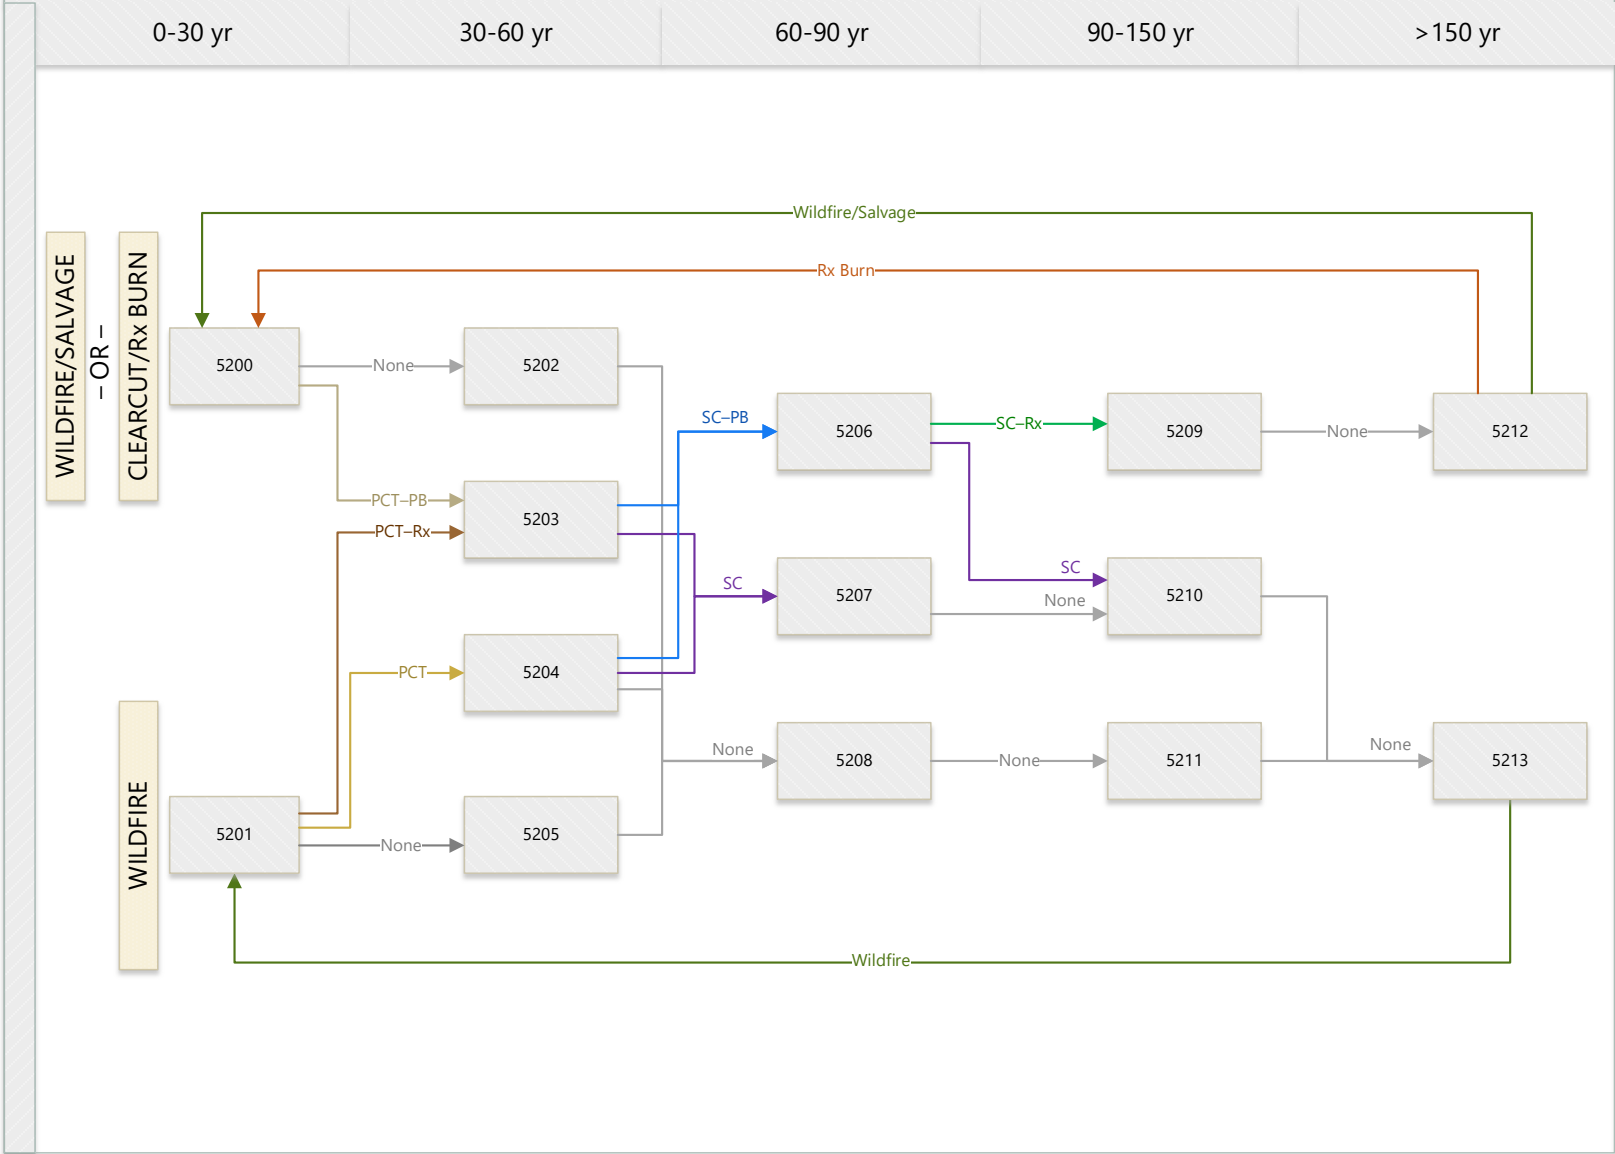 0-30 yr
30-60 yr
60-90 yr
90-150 yr
>150 yr
WILDFIRE/SALVAGE
– OR –
CLEARCUT/Rx BURN
WILDFIRE
Wildfire/Salvage
Rx Burn
5200
None
5202
PCT–PB
PCT–Rx
5203
SC–PB
5206
SC–Rx
5209
None
5212
SC
5207
SC
None
5210
PCT
5204
None
5208
None
5211
None
5213
5201
None
5205
Wildfire